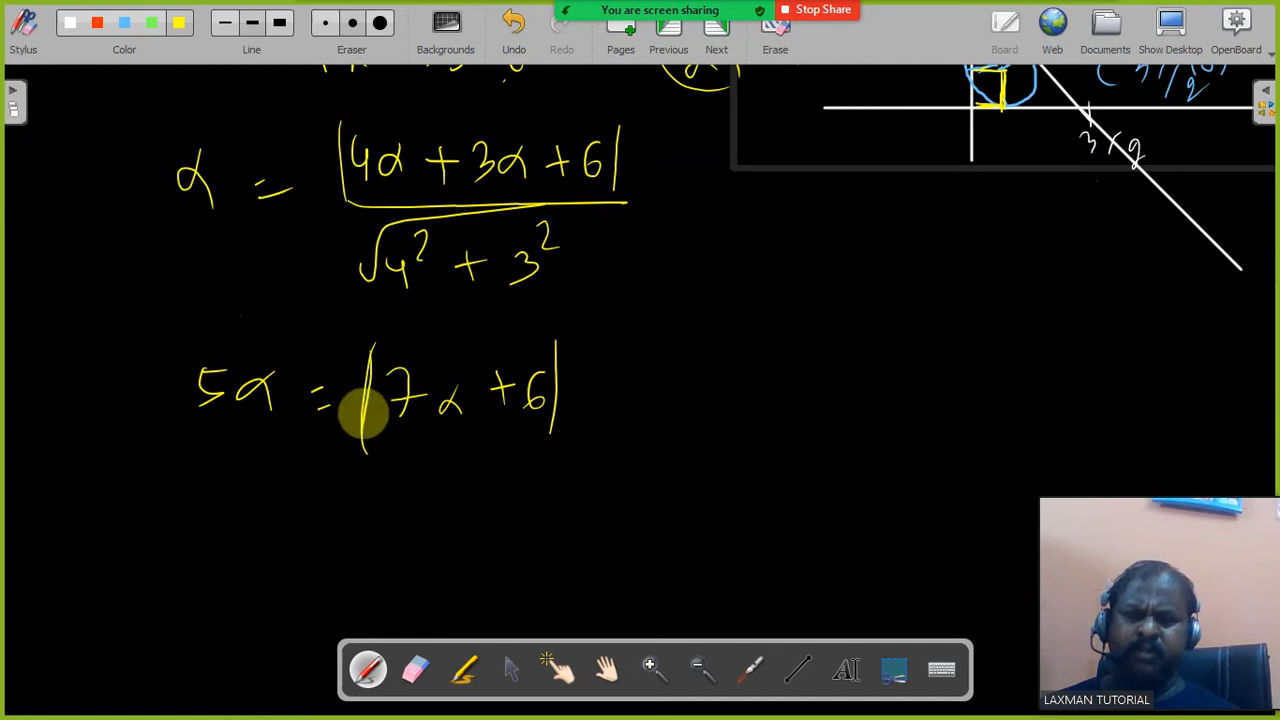 You are screen sharing
Stop Share
Stylus
Color
Line
Eraser
Backgrounds
Undo
Redo
Pages
Previous
Next
Erase
Board
Web
Documents
Show Desktop
OpenBoard
α = |4α + 3α + 6|
√4² + 3²
5α = |7α + 6|
LAXMAN TUTORIAL